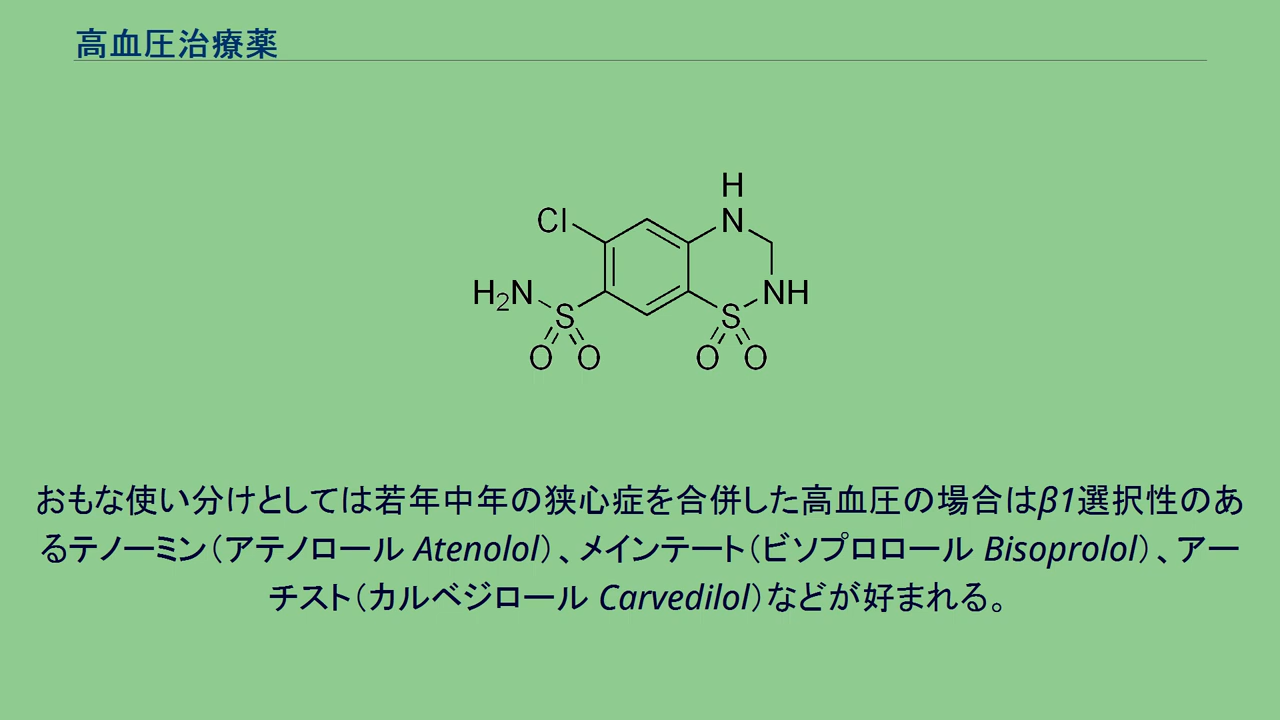 高血圧治療薬
H
Cl
N
H2N
NH
S
S
O
O
O
O
おもな使い分けとしては若年中年の狭心症を合併した高血圧の場合はβ1選択性のあ
るテノーミン（アテノロール Atenolol）、メインテート（ビソプロロール Bisoprolol）、アー
チスト（カルベジロール Carvedilol）などが好まれる。